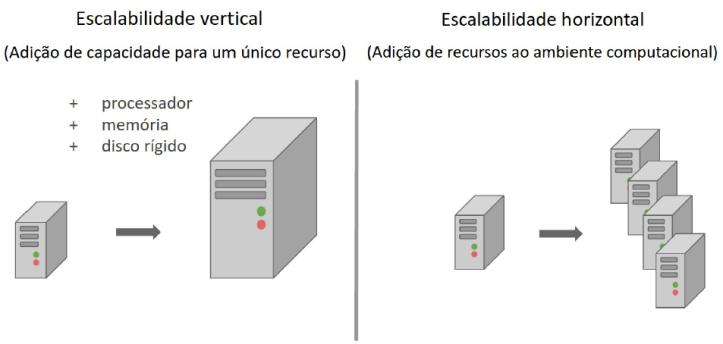 Escalabilidade vertical
(Adição de capacidade para um único recurso)
+ processador
+ memória
+ disco rígido
Escalabilidade horizontal
(Adição de recursos ao ambiente computacional)